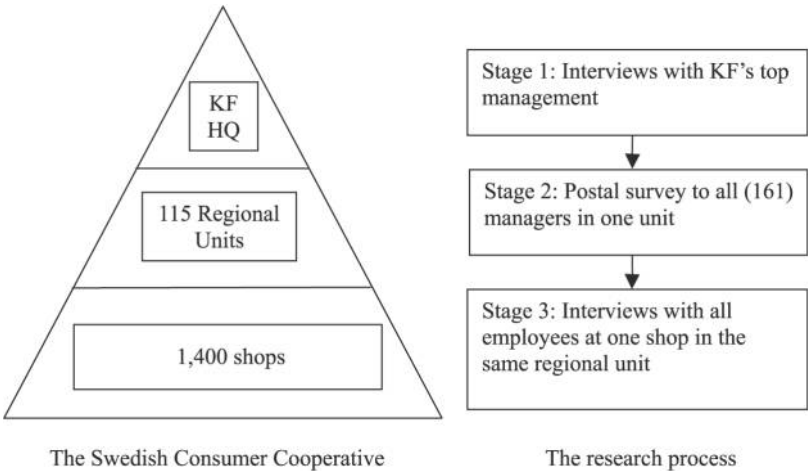 KF
HQ
115 Regional
Units
1,400 shops
The Swedish Consumer Cooperative
Stage 1: Interviews with KF's top
management
Stage 2: Postal survey to all (161)
managers in one unit
Stage 3: Interviews with all
employees at one shop in the
same regional unit
The research process